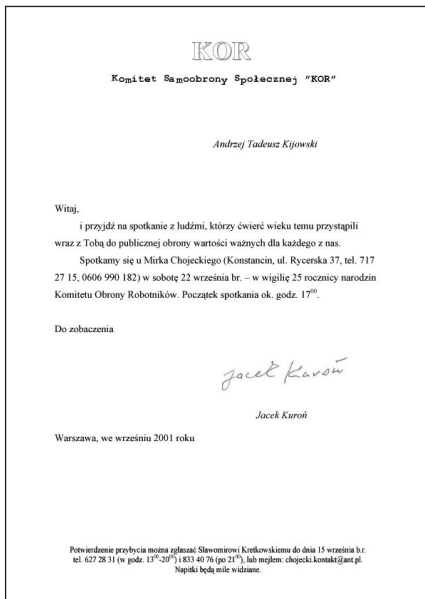 KOR
Komitet Samoobrony Społecznej "KOR"
Andrzej Tadeusz Kijowski
Witaj,
i przyjdź na spotkanie z ludźmi, którzy ćwierć wieku temu przystąpili
wraz z Tobą do publicznej obrony wartości ważnych dla każdego z nas.
Spotkamy się u Mirka Chojeckiego (Konstancin, ul. Rycerska 37, tel. 717
27 15, 0606 990 182) w sobotę 22 września br. – w wigilię 25 rocznicy narodzin
Komitetu Obrony Robotników. Początek spotkania ok. godz. 17⁰⁰.
Do zobaczenia
Jacek Kuroń
Jacek Kuroń
Warszawa, we wrześniu 2001 roku
Potwierdzenie przybycia można zgłaszać Sławomirowi Kretkowskiemu do dnia 15 września b.r.
tel. 627 28 31 (w godz. 13⁰⁰-20⁰⁰) i 833 40 76 (po 21⁰⁰), lub mejlem: chojecki.kontakt@ant.pl.
Napitki będą mile widziane.